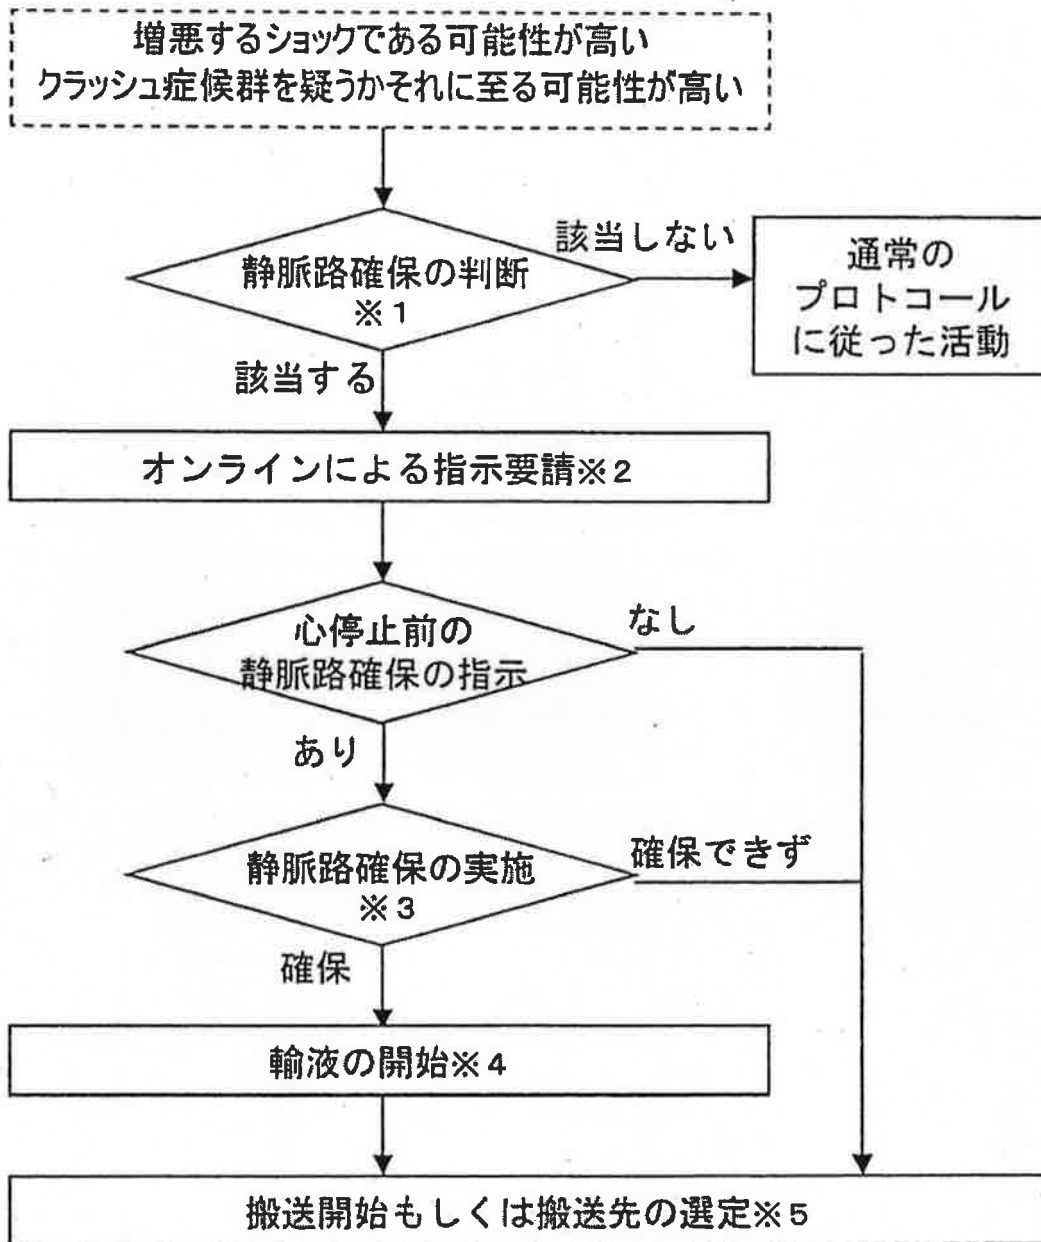 増悪するショックである可能性が高い
クラッシュ症候群を疑うかそれに至る可能性が高い
静脈路確保の判断
※1
該当しない
通常の
プロトコール
に従った活動
該当する
オンラインによる指示要請※2
心停止前の
静脈路確保の指示
なし
あり
静脈路確保の実施
※3
確保できず
確保
輸液の開始※4
搬送開始もしくは搬送先の選定※5